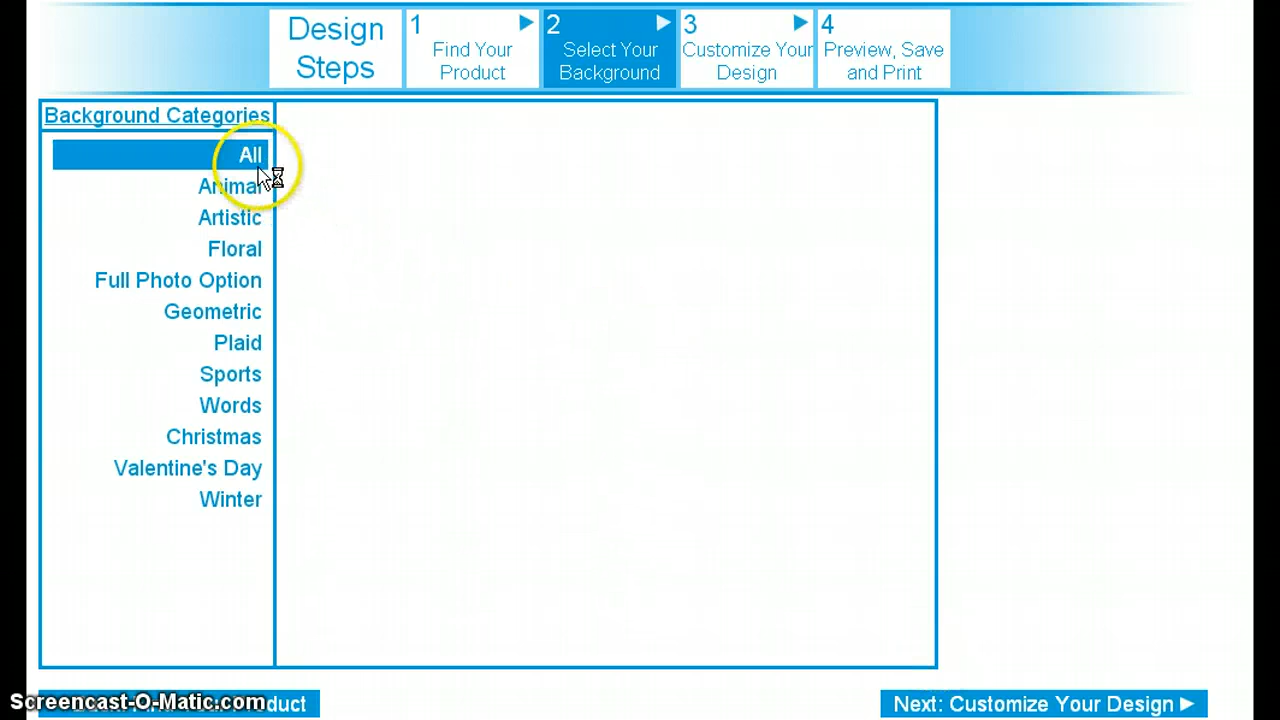 Design
Steps
1
Find Your
Product
2
Select Your
Background
3
Customize Your
Design
4
Preview, Save
and Print
Background Categories
All
Animal
Artistic
Floral
Full Photo Option
Geometric
Plaid
Sports
Words
Christmas
Valentine's Day
Winter
Screencast-O-Matic.com
Next: Customize Your Design